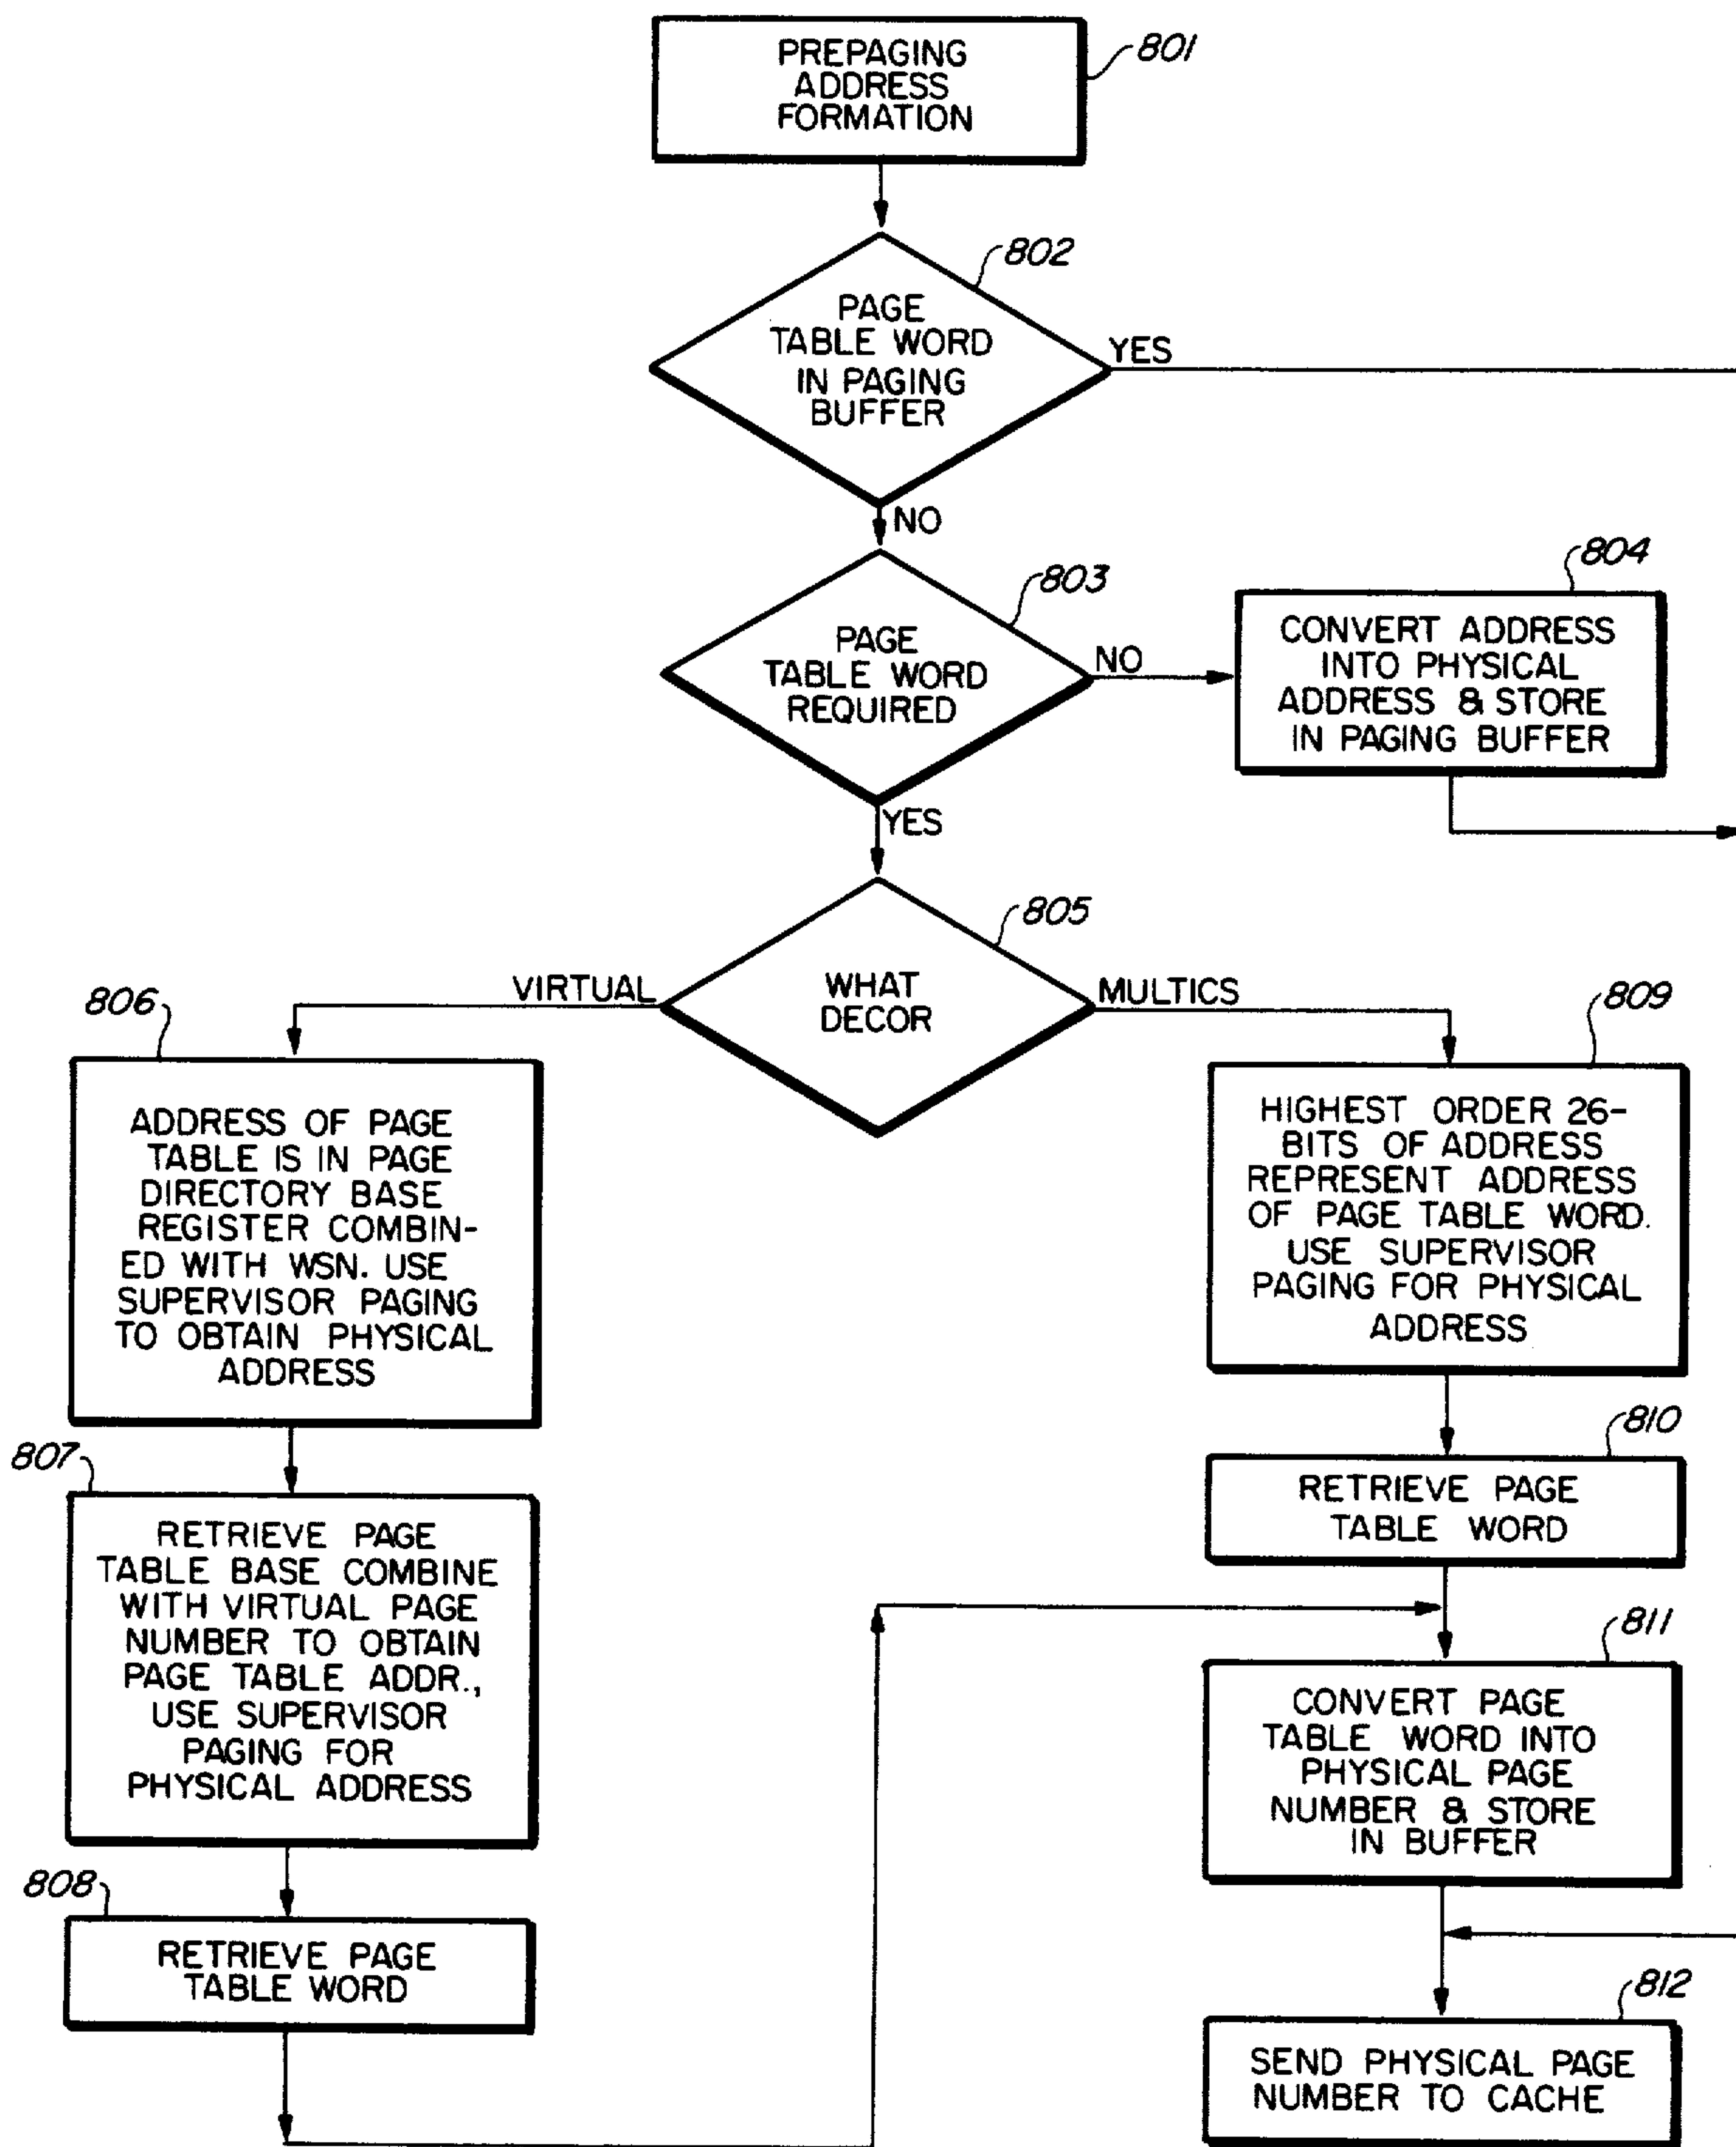 PREPAGING
ADDRESS
FORMATION
801
802
PAGE
TABLE WORD
IN PAGING
BUFFER
YES
NO
803
PAGE
TABLE WORD
REQUIRED
NO
804
CONVERT ADDRESS
INTO PHYSICAL
ADDRESS & STORE
IN PAGING BUFFER
YES
805
WHAT
DECOR
VIRTUAL
MULTICS
806
ADDRESS OF PAGE
TABLE IS IN PAGE
DIRECTORY BASE
REGISTER COMBIN-
ED WITH WSN. USE
SUPERVISOR PAGING
TO OBTAIN PHYSICAL
ADDRESS
807
RETRIEVE PAGE
TABLE BASE COMBINE
WITH VIRTUAL PAGE
NUMBER TO OBTAIN
PAGE TABLE ADDR.,
USE SUPERVISOR
PAGING FOR
PHYSICAL ADDRESS
808
RETRIEVE PAGE
TABLE WORD
809
HIGHEST ORDER 26-
BITS OF ADDRESS
REPRESENT ADDRESS
OF PAGE TABLE WORD.
USE SUPERVISOR
PAGING FOR PHYSICAL
ADDRESS
810
RETRIEVE PAGE
TABLE WORD
811
CONVERT PAGE
TABLE WORD INTO
PHYSICAL PAGE
NUMBER & STORE
IN BUFFER
812
SEND PHYSICAL PAGE
NUMBER TO CACHE